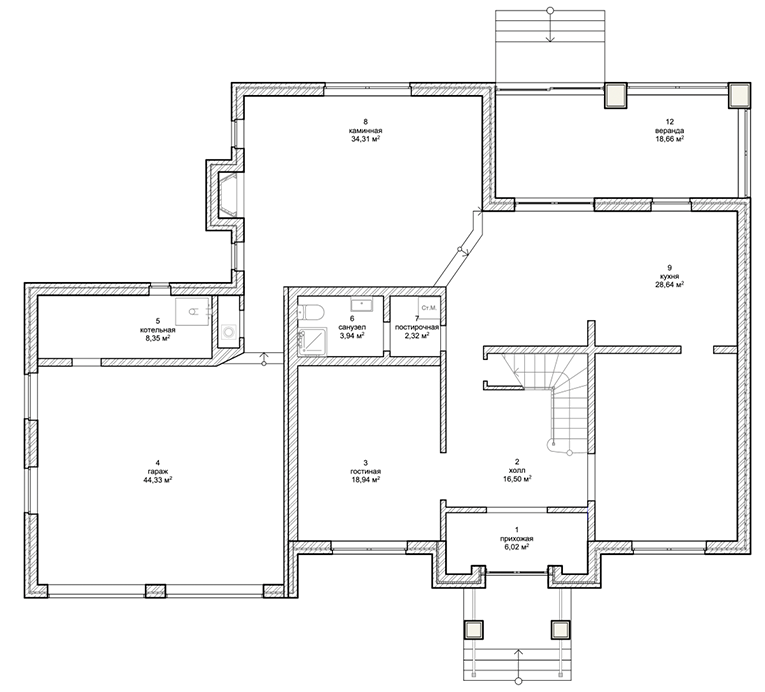 8
каминная
34,31 м²
12
веранда
18,66 м²
9
кухня
28,64 м²
5
котельная
8,35 м²
6
санузел
3,94 м²
Ст.М.
7
постирочная
2,32 м²
4
гараж
44,33 м²
3
гостиная
18,94 м²
2
холл
16,50 м²
1
прихожая
6,02 м²